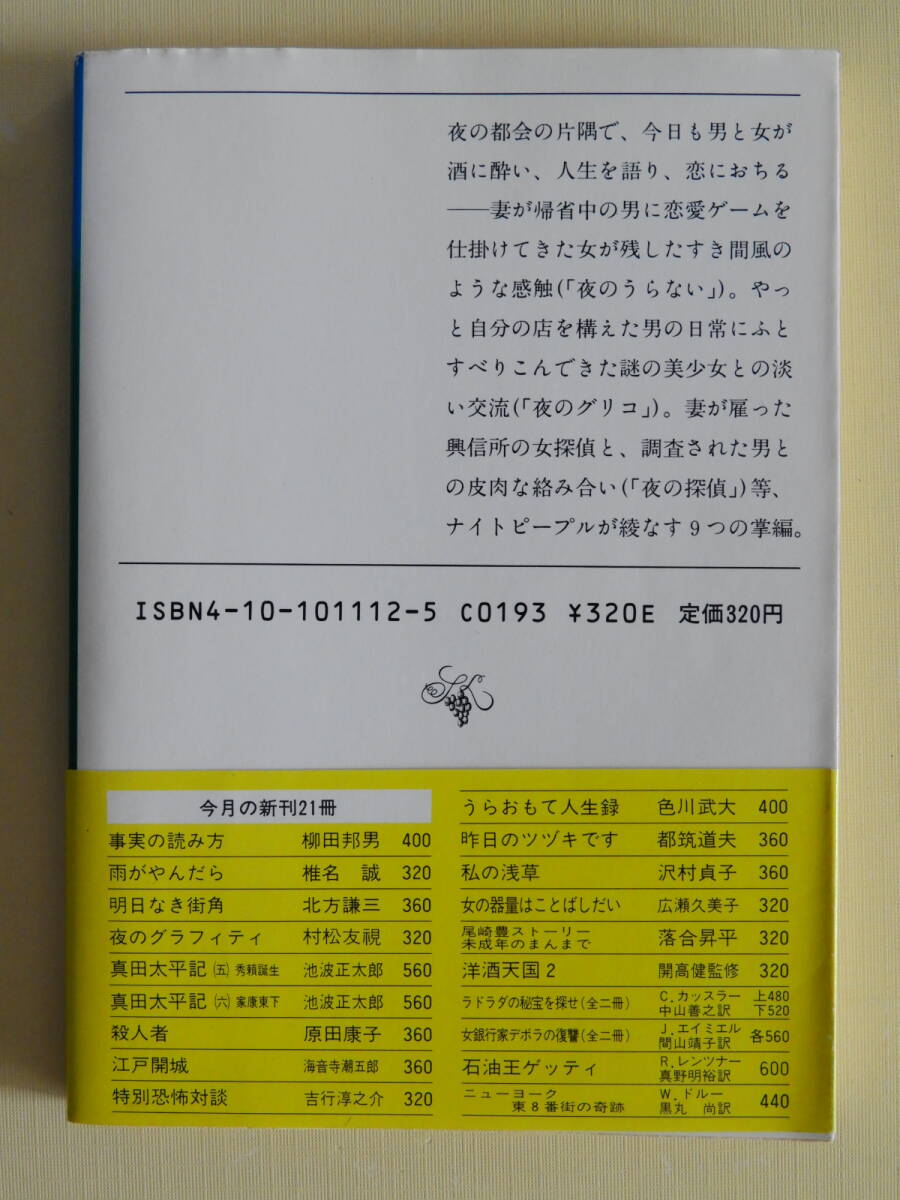 夜の都会の片隅で、今日も男と女が
酒に酔い、人生を語り、恋におちる
――妻が帰省中の男に恋愛ゲームを
仕掛けてきた女が残したすき間風の
ような感触(「夜のうらない」)。やっ
と自分の店を構えた男の日常にふと
すべりこんできた謎の美少女との淡
い交流(「夜のグリコ」)。妻が雇った
興信所の女探偵と、調査された男と
の皮肉な絡み合い(「夜の探偵」)等、
ナイトピープルが綾なす9つの掌編。
ISBN4-10-101112-5 C0193 ¥320E 定価320円
今月の新刊21冊
事実の読み方 柳田邦男 400
雨がやんだら 椎名 誠 320
明日なき街角 北方謙三 360
夜のグラフィティ 村松友視 320
真田太平記 ㈤ 秀頼誕生 池波正太郎 560
真田太平記 ㈥ 家康東下 池波正太郎 560
殺人者 原田康子 360
江戸開城 海音寺潮五郎 360
特別恐怖対談 吉行淳之介 320
うらおもて人生録 色川武大 400
昨日のツヅキです 都筑道夫 360
私の浅草 沢村貞子 360
女の器量はことばしだい 広瀬久美子 320
尾崎豊ストーリー
未成年のまんまで 落合昇平 320
洋酒天国2 開高健監修 320
ラドラダの秘宝を探せ(全二冊) C.カッスラー 上480
中山善之訳 下520
女銀行家デボラの復讐(全二冊) J.エイミエル
間山靖子訳 各560
石油王ゲッティ R.レンツナー
真野明裕訳 600
ニューヨーク
東8番街の奇跡 W.ドルー
黒丸 尚訳 440